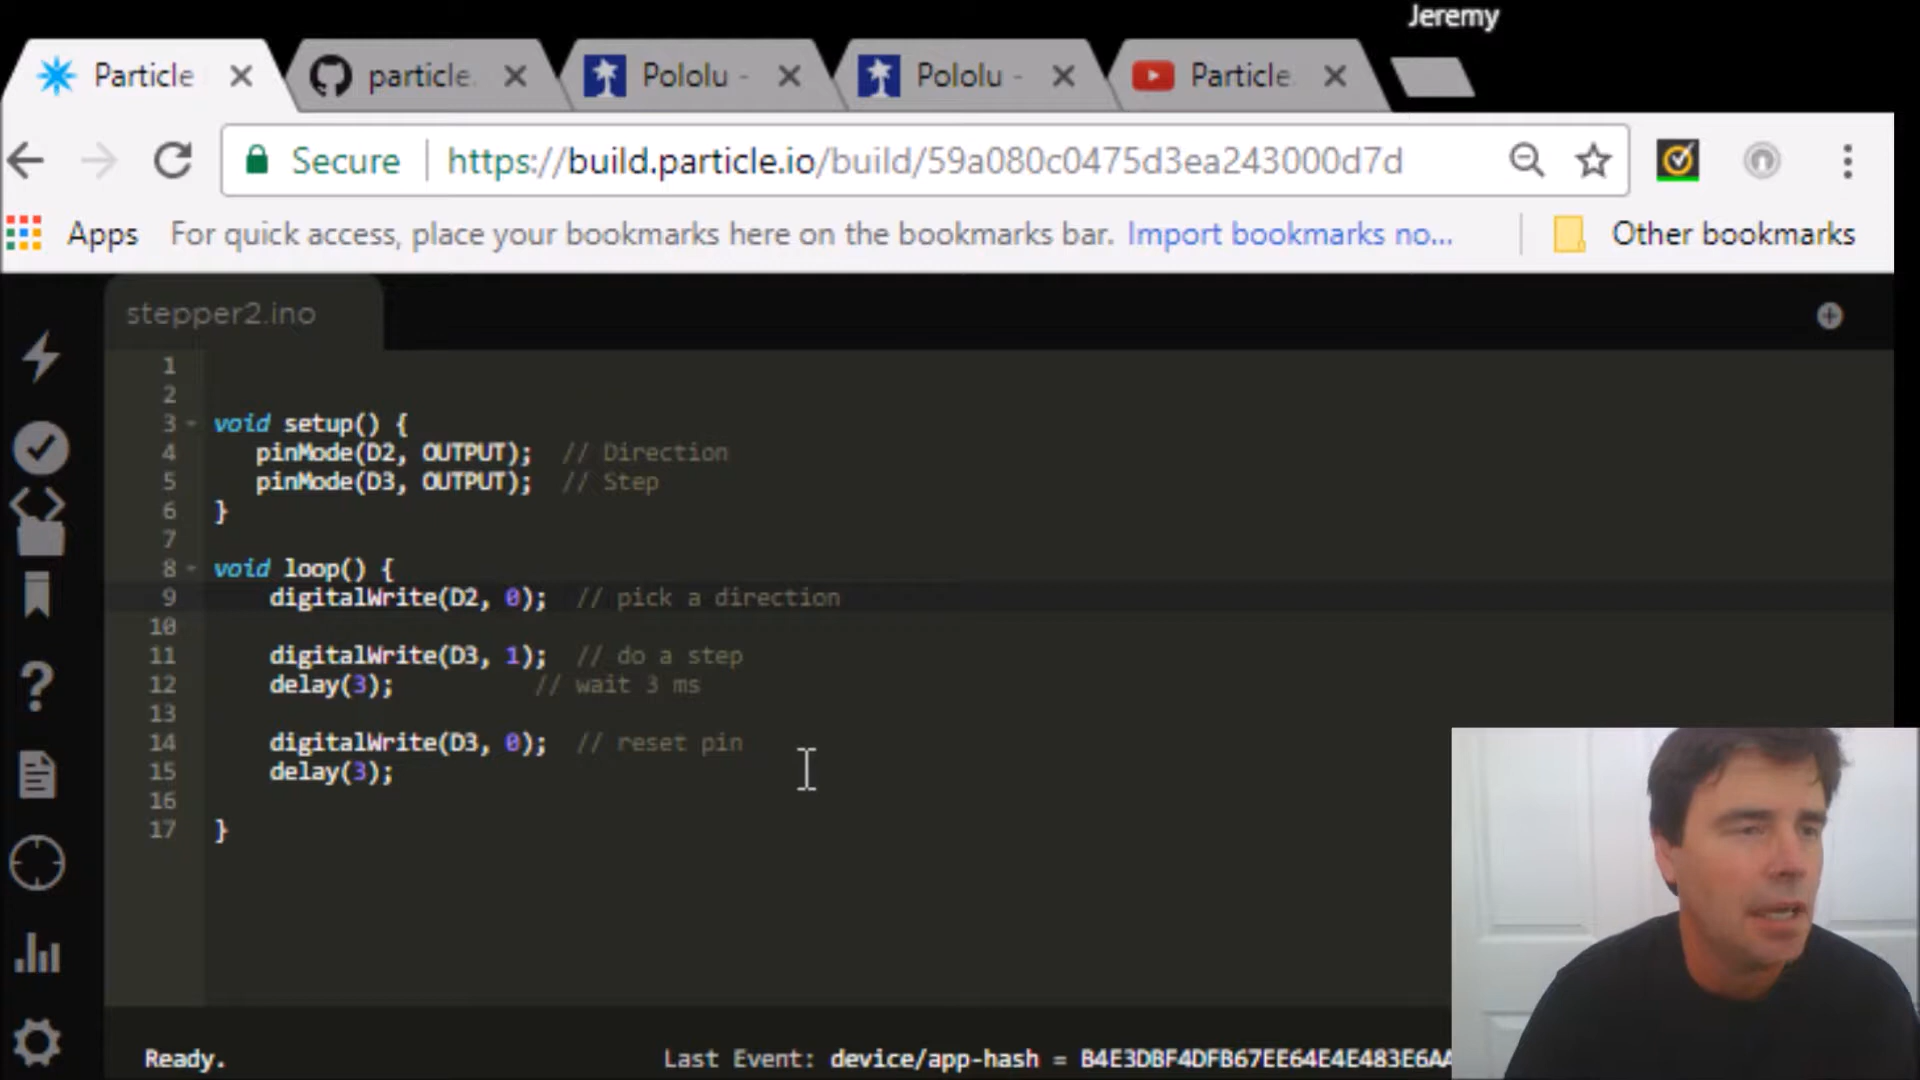 Jeremy
Particle
particle.
Pololu -
Pololu -
Particle
Secure
https://build.particle.io/build/59a080c0475d3ea243000d7d
Apps
For quick access, place your bookmarks here on the bookmarks bar.
Import bookmarks no...
Other bookmarks
stepper2.ino
1
2
3 void setup() {
4 pinMode(D2, OUTPUT); // Direction
5 pinMode(D3, OUTPUT); // Step
6 }
7
8 void loop() {
9 digitalWrite(D2, 0); // pick a direction
10
11 digitalWrite(D3, 1); // do a step
12 delay(3); // wait 3 ms
13
14 digitalWrite(D3, 0); // reset pin
15 delay(3);
16
17 }
Ready.
Last Event: device/app-hash = B4E3DBF4DFB67EE64E4E483E6AA